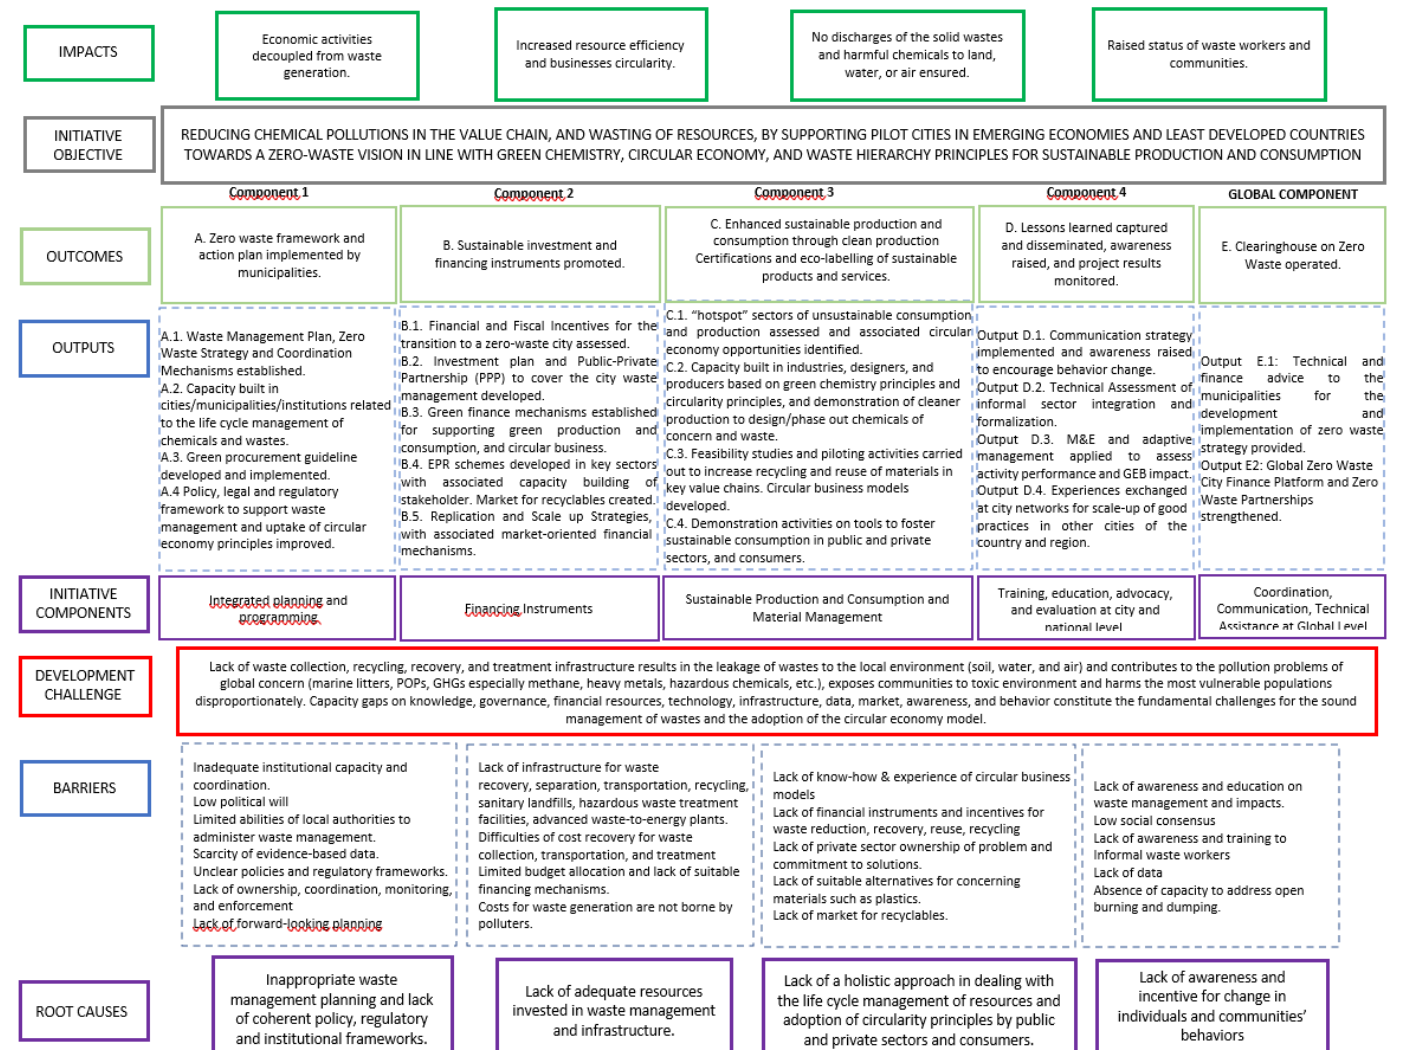 IMPACTS
Economic activities
decoupled from waste
generation.
Increased resource efficiency
and businesses circularity.
No discharges of the solid wastes
and harmful chemicals to land,
water, or air ensured.
Raised status of waste workers and
communities.
INITIATIVE
OBJECTIVE
REDUCING CHEMICAL POLLUTIONS IN THE VALUE CHAIN, AND WASTING OF RESOURCES, BY SUPPORTING PILOT CITIES IN EMERGING ECONOMIES AND LEAST DEVELOPED COUNTRIES
TOWARDS A ZERO-WASTE VISION IN LINE WITH GREEN CHEMISTRY, CIRCULAR ECONOMY, AND WASTE HIERARCHY PRINCIPLES FOR SUSTAINABLE PRODUCTION AND CONSUMPTION
Component 1
Component 2
Component 3
Component 4
GLOBAL COMPONENT
OUTCOMES
A. Zero waste framework and
action plan implemented by
municipalities.
B. Sustainable investment and
financing instruments promoted.
C. Enhanced sustainable production and
consumption through clean production
Certifications and eco-labelling of sustainable
products and services.
D. Lessons learned captured
and disseminated, awareness
raised, and project results
monitored.
E. Clearinghouse on Zero
Waste operated.
OUTPUTS
A.1. Waste Management Plan, Zero
Waste Strategy and Coordination
Mechanisms established.
A.2. Capacity built in
cities/municipalities/institutions related
to the life cycle management of
chemicals and wastes.
A.3. Green procurement guideline
developed and implemented.
A.4 Policy, legal and regulatory
framework to support waste
management and uptake of circular
economy principles improved.
B.1. Financial and Fiscal Incentives for the
transition to a zero-waste city assessed.
B.2. Investment plan and Public-Private
Partnership (PPP) to cover the city waste
management developed.
B.3. Green finance mechanisms established
for supporting green production and
consumption, and circular business.
B.4. EPR schemes developed in key sectors
with associated capacity building of
stakeholder. Market for recyclables created.
B.5. Replication and Scale up Strategies,
with associated market-oriented financial
mechanisms.
C.1. “hotspot” sectors of unsustainable consumption
and production assessed and associated circular
economy opportunities identified.
C.2. Capacity built in industries, designers, and
producers based on green chemistry principles and
circularity principles, and demonstration of cleaner
production to design/phase out chemicals of
concern and waste.
C.3. Feasibility studies and piloting activities carried
out to increase recycling and reuse of materials in
key value chains. Circular business models
developed.
C.4. Demonstration activities on tools to foster
sustainable consumption in public and private
sectors, and consumers.
Output D.1. Communication strategy
implemented and awareness raised
to encourage behavior change.
Output D.2. Technical Assessment of
informal sector integration and
formalization.
Output D.3. M&E and adaptive
management applied to assess
activity performance and GEB impact.
Output D.4. Experiences exchanged
at city networks for scale-up of good
practices in other cities of the
country and region.
Output E.1: Technical and
finance advice to the
municipalities for the
development and
implementation of zero waste
strategy provided.
Output E2: Global Zero Waste
City Finance Platform and Zero
Waste Partnerships
strengthened.
INITIATIVE
COMPONENTS
Integrated planning and
programming
Financing Instruments
Sustainable Production and Consumption and
Material Management
Training, education, advocacy,
and evaluation at city and
national level
Coordination,
Communication, Technical
Assistance at Global Level
DEVELOPMENT
CHALLENGE
Lack of waste collection, recycling, recovery, and treatment infrastructure results in the leakage of wastes to the local environment (soil, water, and air) and contributes to the pollution problems of
global concern (marine litters, POPs, GHGs especially methane, heavy metals, hazardous chemicals, etc.), exposes communities to toxic environment and harms the most vulnerable populations
disproportionately. Capacity gaps on knowledge, governance, financial resources, technology, infrastructure, data, market, awareness, and behavior constitute the fundamental challenges for the sound
management of wastes and the adoption of the circular economy model.
BARRIERS
Inadequate institutional capacity and
coordination.
Low political will
Limited abilities of local authorities to
administer waste management.
Scarcity of evidence-based data.
Unclear policies and regulatory frameworks.
Lack of ownership, coordination, monitoring,
and enforcement
Lack of forward-looking planning
Lack of infrastructure for waste
recovery, separation, transportation, recycling,
sanitary landfills, hazardous waste treatment
facilities, advanced waste-to-energy plants.
Difficulties of cost recovery for waste
collection, transportation, and treatment
Limited budget allocation and lack of suitable
financing mechanisms.
Costs for waste generation are not borne by
polluters.
Lack of know-how & experience of circular business
models
Lack of financial instruments and incentives for
waste reduction, recovery, reuse, recycling
Lack of private sector ownership of problem and
commitment to solutions.
Lack of suitable alternatives for concerning
materials such as plastics.
Lack of market for recyclables.
Lack of awareness and education on
waste management and impacts.
Low social consensus
Lack of awareness and training to
Informal waste workers
Lack of data
Absence of capacity to address open
burning and dumping.
ROOT CAUSES
Inappropriate waste
management planning and lack
of coherent policy, regulatory
and institutional frameworks.
Lack of adequate resources
invested in waste management
and infrastructure.
Lack of a holistic approach in dealing with
the life cycle management of resources and
adoption of circularity principles by public
and private sectors and consumers.
Lack of awareness and
incentive for change in
individuals and communities’
behaviors